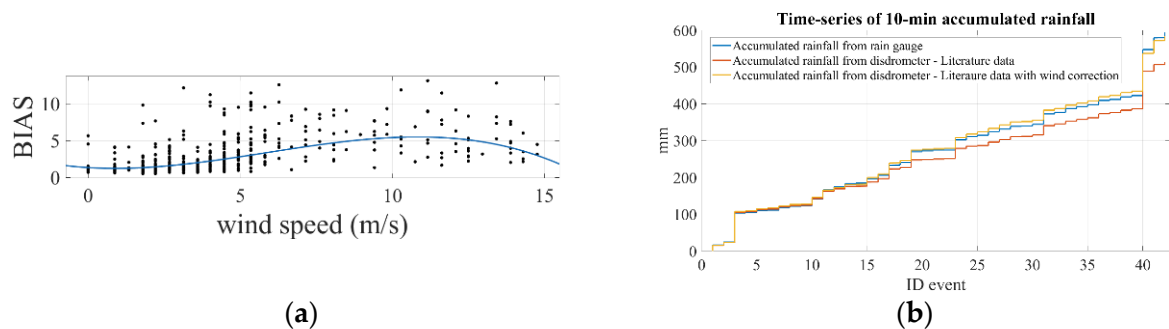 BIAS
10
5
0
0
5
10
15
wind speed (m/s)
(a)
Time-series of 10-min accumulated rainfall
Accumulated rainfall from rain gauge
Accumulated rainfall from disdrometer - Literature data
Accumulated rainfall from disdrometer - Literaure data with wind correction
mm
600
500
400
300
200
100
0
0
5
10
15
20
25
30
35
40
ID event
(b)